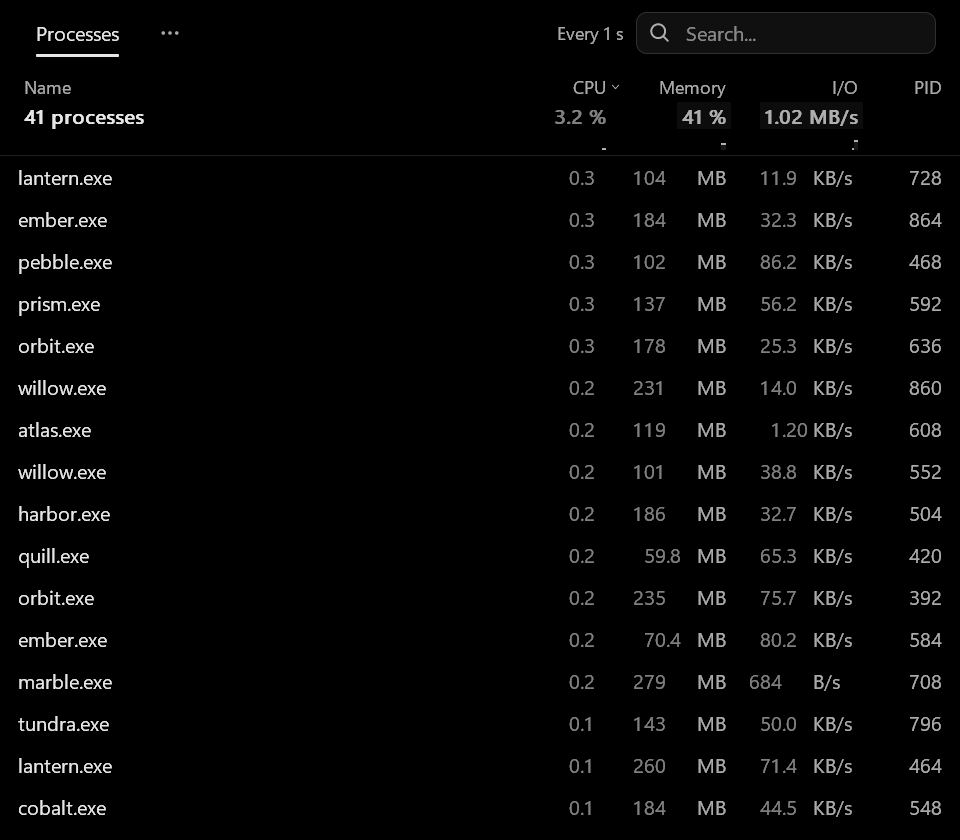 Processes ··· Every 1 s Search...
Name CPU Memory I/O PID
41 processes 3.2 % 41 % 1.02 MB/s
lantern.exe 0.3 104 MB 11.9 KB/s 728
ember.exe 0.3 184 MB 32.3 KB/s 864
pebble.exe 0.3 102 MB 86.2 KB/s 468
prism.exe 0.3 137 MB 56.2 KB/s 592
orbit.exe 0.3 178 MB 25.3 KB/s 636
willow.exe 0.2 231 MB 14.0 KB/s 860
atlas.exe 0.2 119 MB 1.20 KB/s 608
willow.exe 0.2 101 MB 38.8 KB/s 552
harbor.exe 0.2 186 MB 32.7 KB/s 504
quill.exe 0.2 59.8 MB 65.3 KB/s 420
orbit.exe 0.2 235 MB 75.7 KB/s 392
ember.exe 0.2 70.4 MB 80.2 KB/s 584
marble.exe 0.2 279 MB 684 B/s 708
tundra.exe 0.1 143 MB 50.0 KB/s 796
lantern.exe 0.1 260 MB 71.4 KB/s 464
cobalt.exe 0.1 184 MB 44.5 KB/s 548